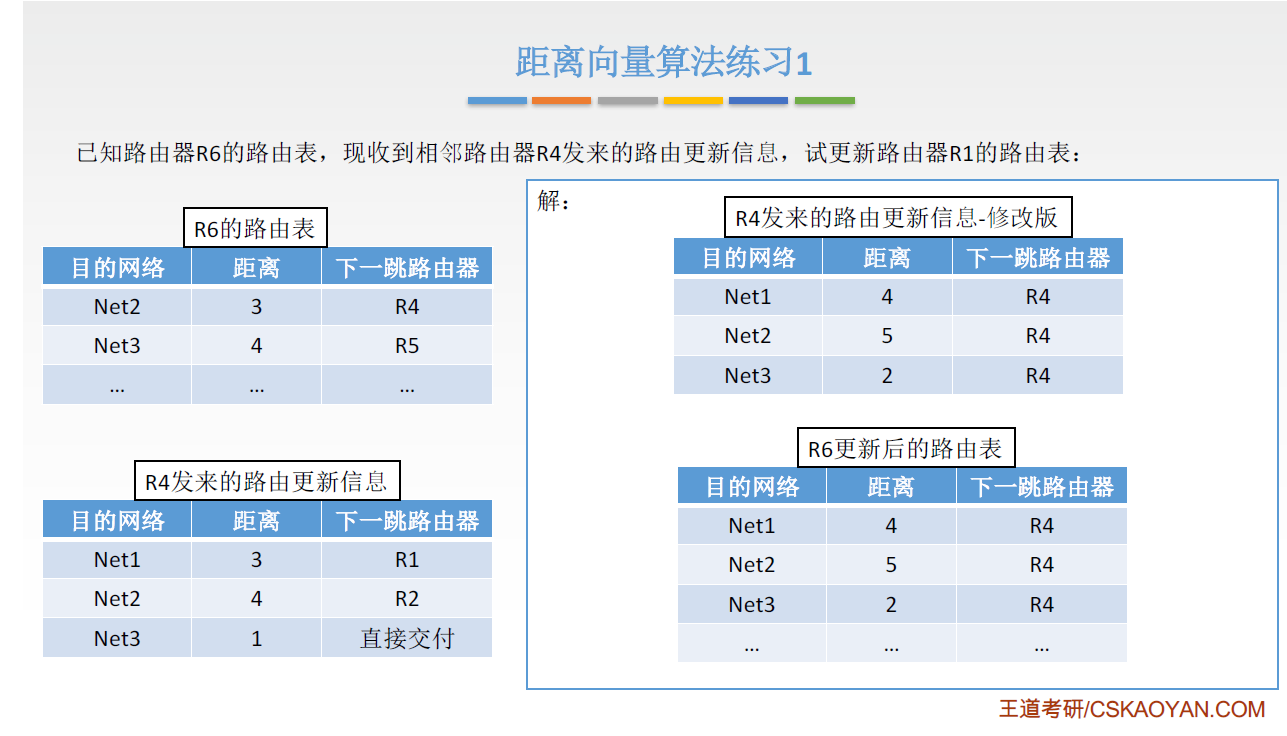 距离向量算法练习1
已知路由器R6的路由表，现收到相邻路由器R4发来的路由更新信息，试更新路由器R1的路由表：
R6的路由表
目的网络 距离 下一跳路由器
Net2 3 R4
Net3 4 R5
… … …
R4发来的路由更新信息
目的网络 距离 下一跳路由器
Net1 3 R1
Net2 4 R2
Net3 1 直接交付
解：
R4发来的路由更新信息-修改版
目的网络 距离 下一跳路由器
Net1 4 R4
Net2 5 R4
Net3 2 R4
R6更新后的路由表
目的网络 距离 下一跳路由器
Net1 4 R4
Net2 5 R4
Net3 2 R4
… … …
王道考研/CSKAOYAN.COM